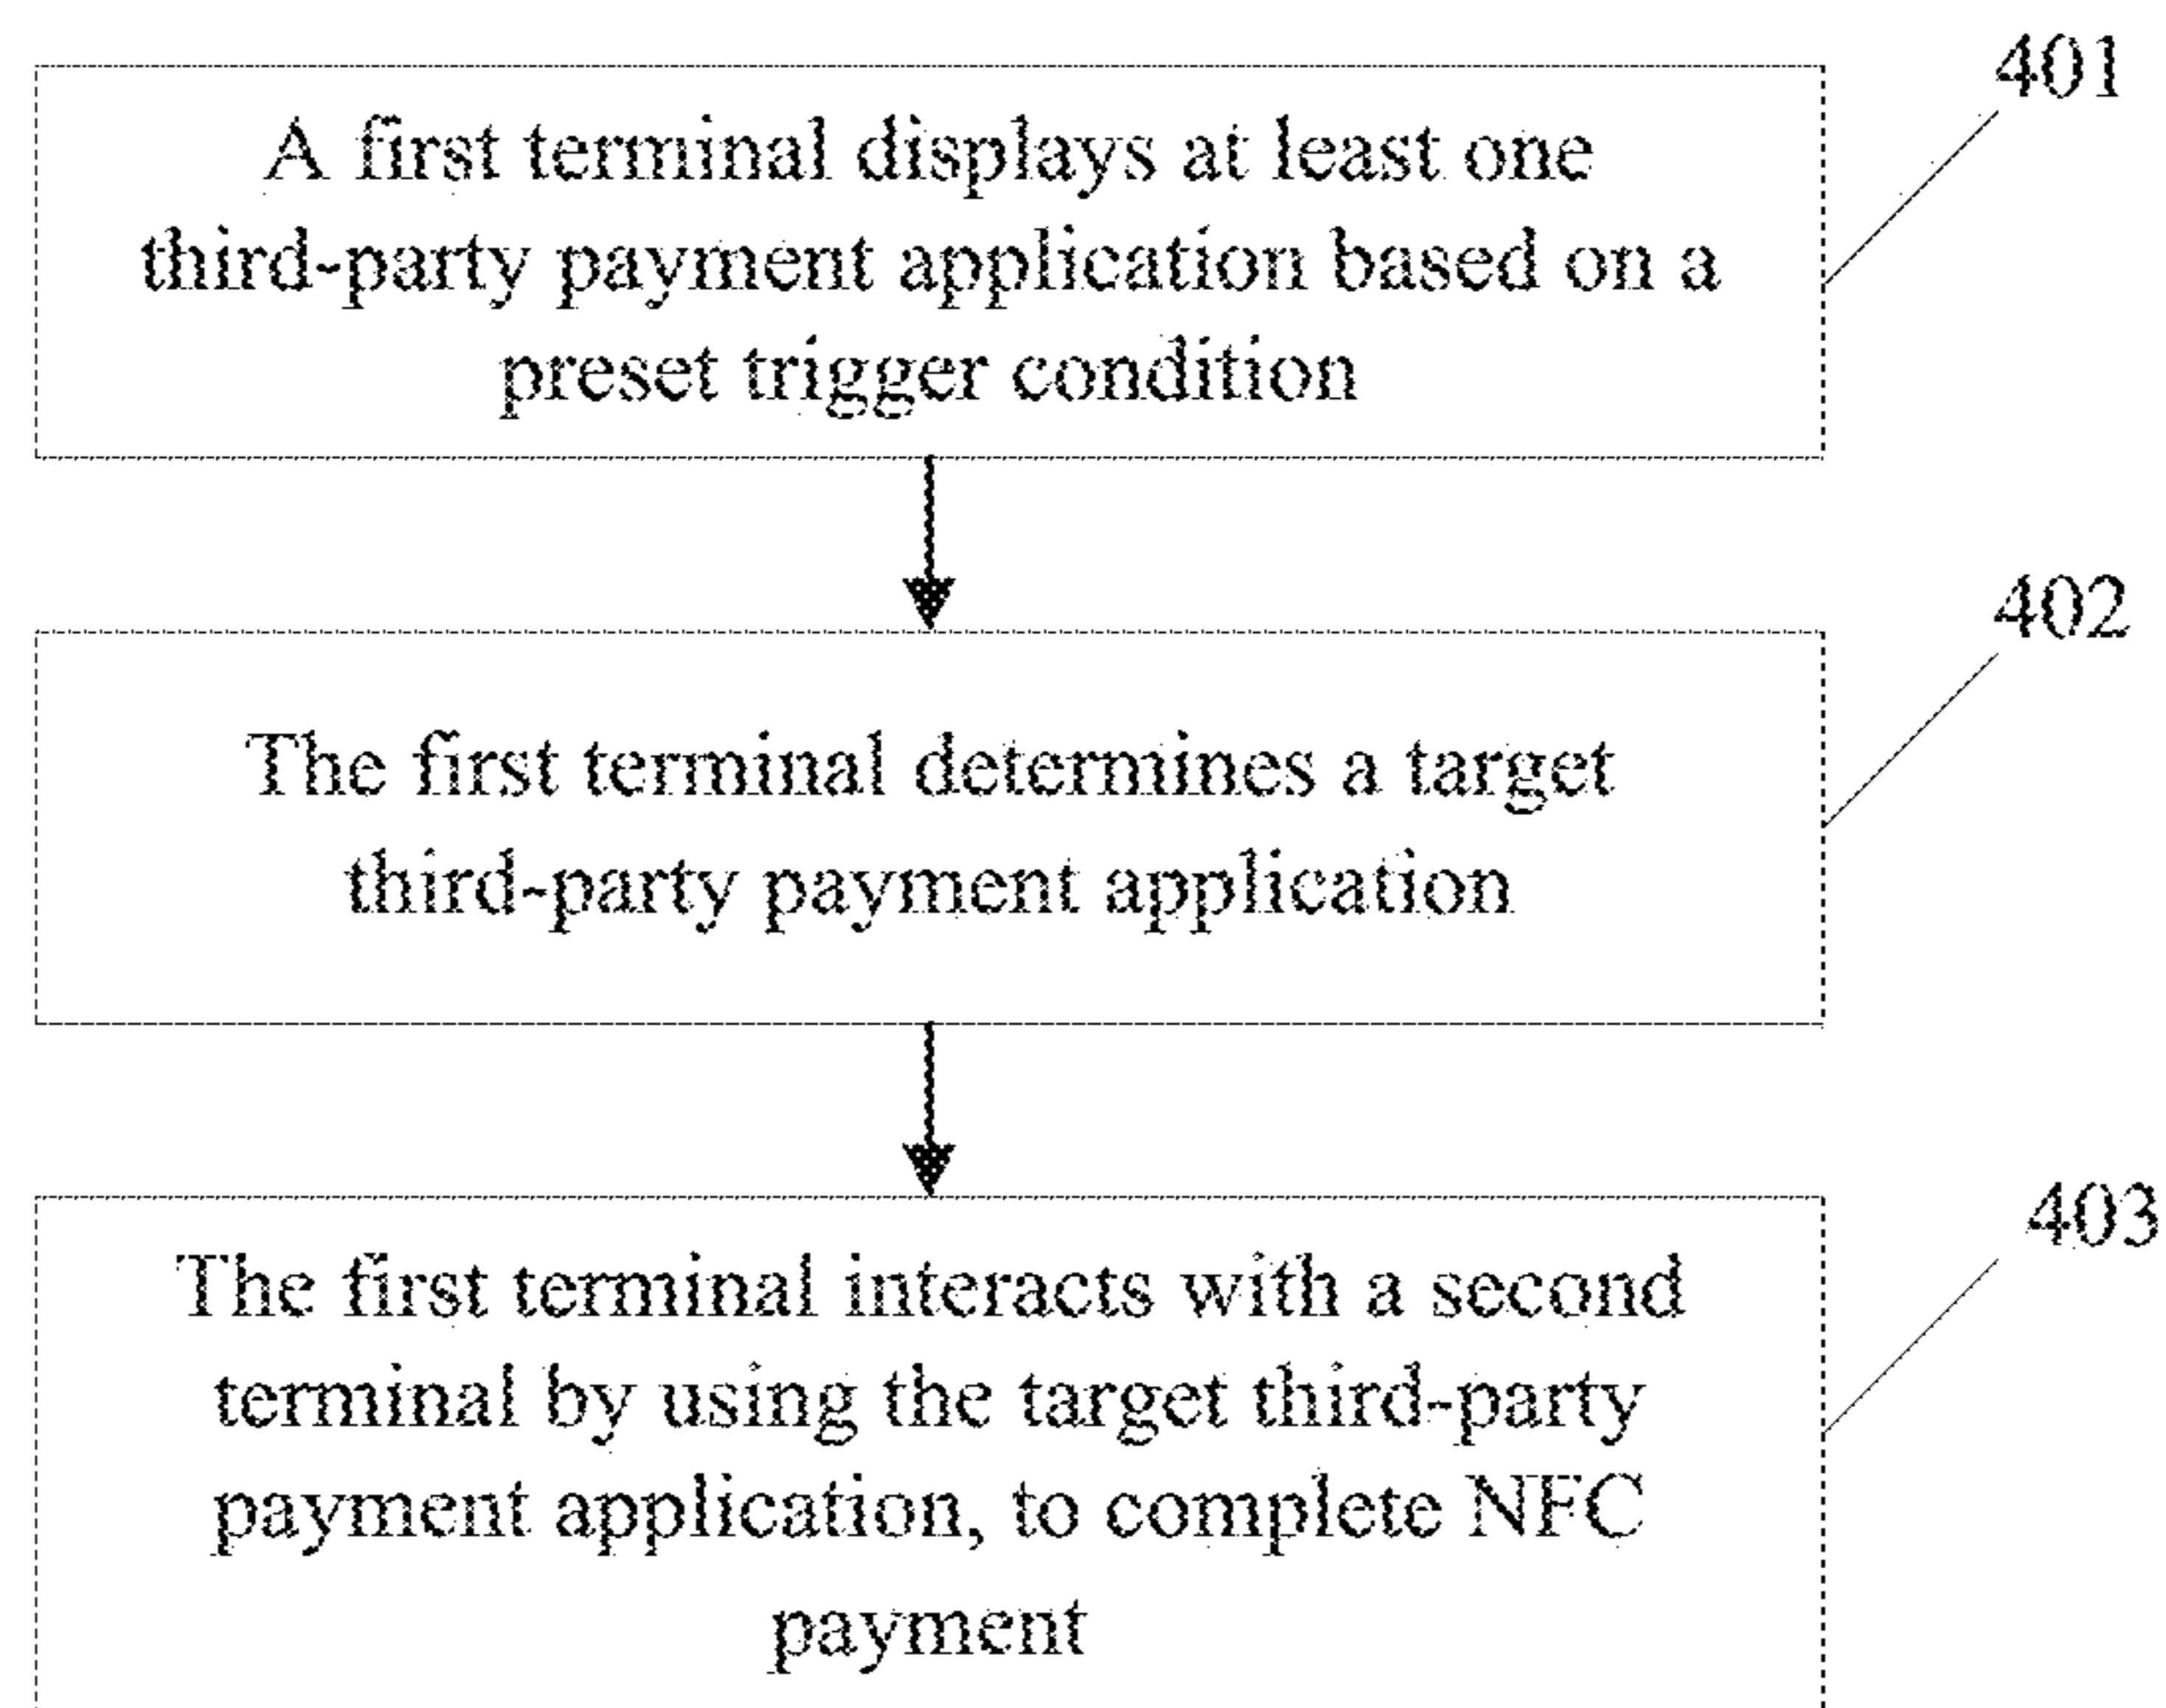 401
A first terminal displays at least one
third-party payment application based on a
preset trigger condition
402
The first terminal determines a target
third-party payment application
403
The first terminal interacts with a second
terminal by using the target third-party
payment application, to complete NFC
payment